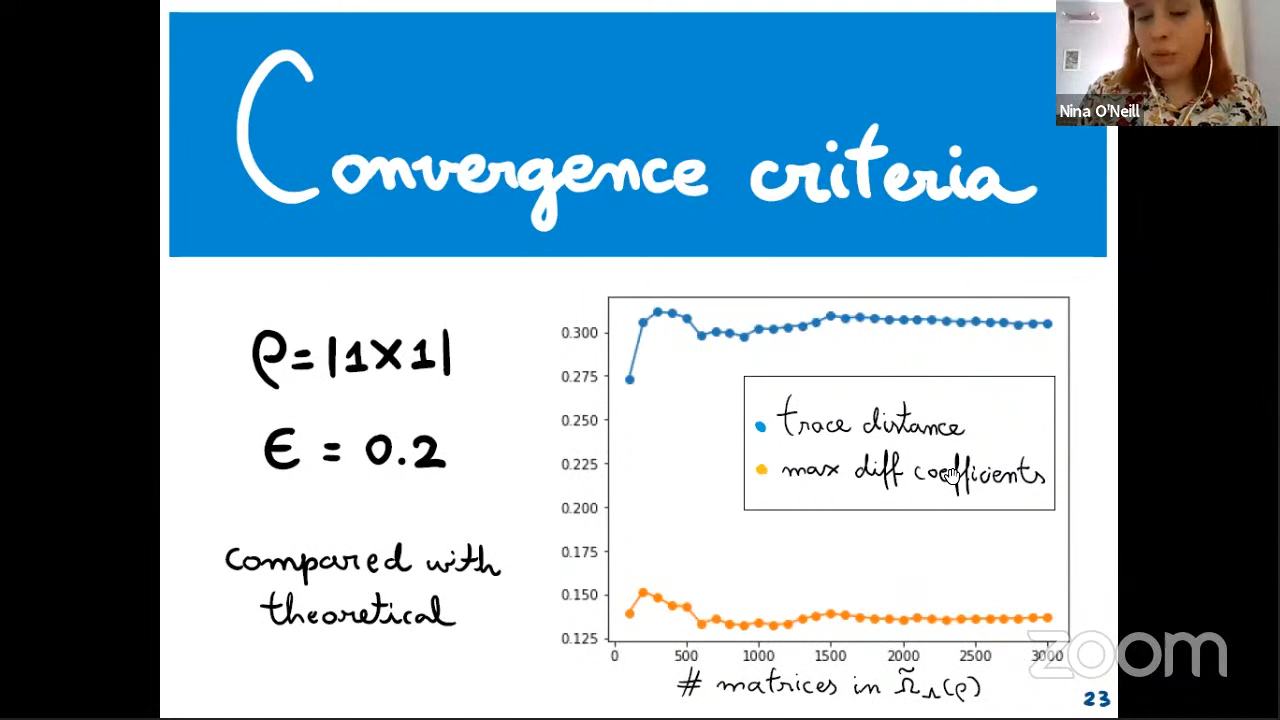 Convergence criteria
Nina O'Neill
ρ = |1X1|
ϵ = 0.2
compared with
theoretical
0.300
0.275
0.250
0.225
0.200
0.175
0.150
0.125
trace distance
max diff coefficients
0 500 1000 1500 2000 2500 3000
# matrices in Ω̃_Λ(ρ)
zoom
23